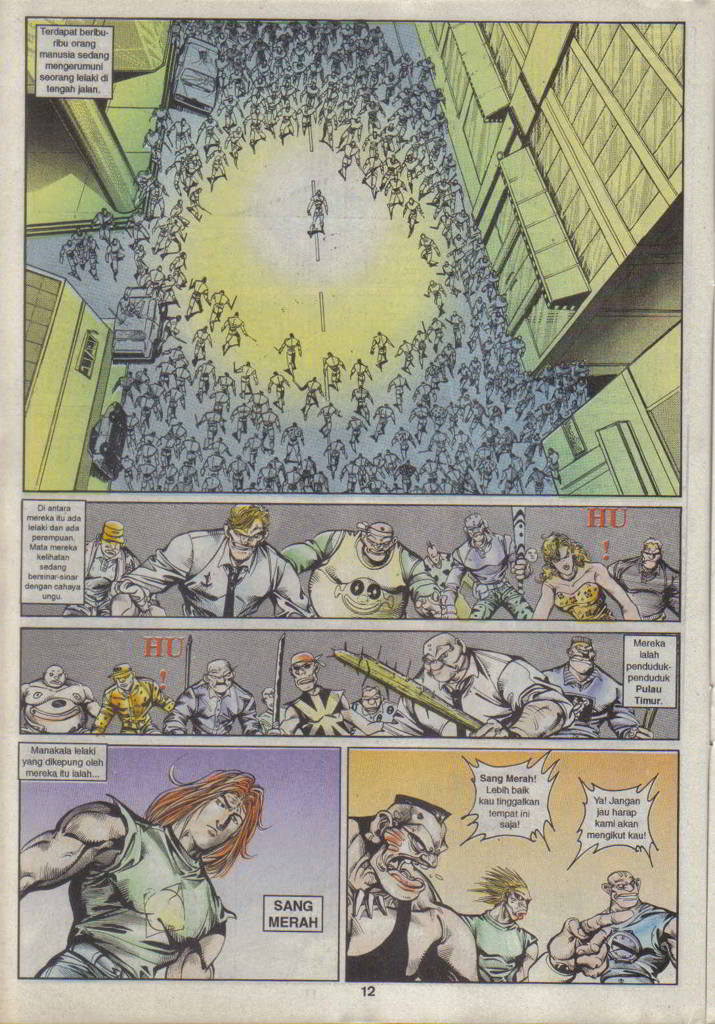 Terdapat beribu-
ribu orang
manusia sedang
mengerumuni
seorang lelaki di
tengah jalan.
Di antara
mereka itu ada
lelaki dan ada
perempuan.
Mata mereka
kelihatan
sedang
bersinar-sinar
dengan cahaya
ungu.
HU
!
HU
!
Mereka
ialah
penduduk-
penduduk
Pulau
Timur.
Manakala lelaki
yang dikepung oleh
mereka itu ialah...
SANG
MERAH
Sang Merah!
Lebih baik
kau tinggalkan
tempat ini
saja!
Ya! Jangan
jau harap
kami akan
mengikut kau!
12